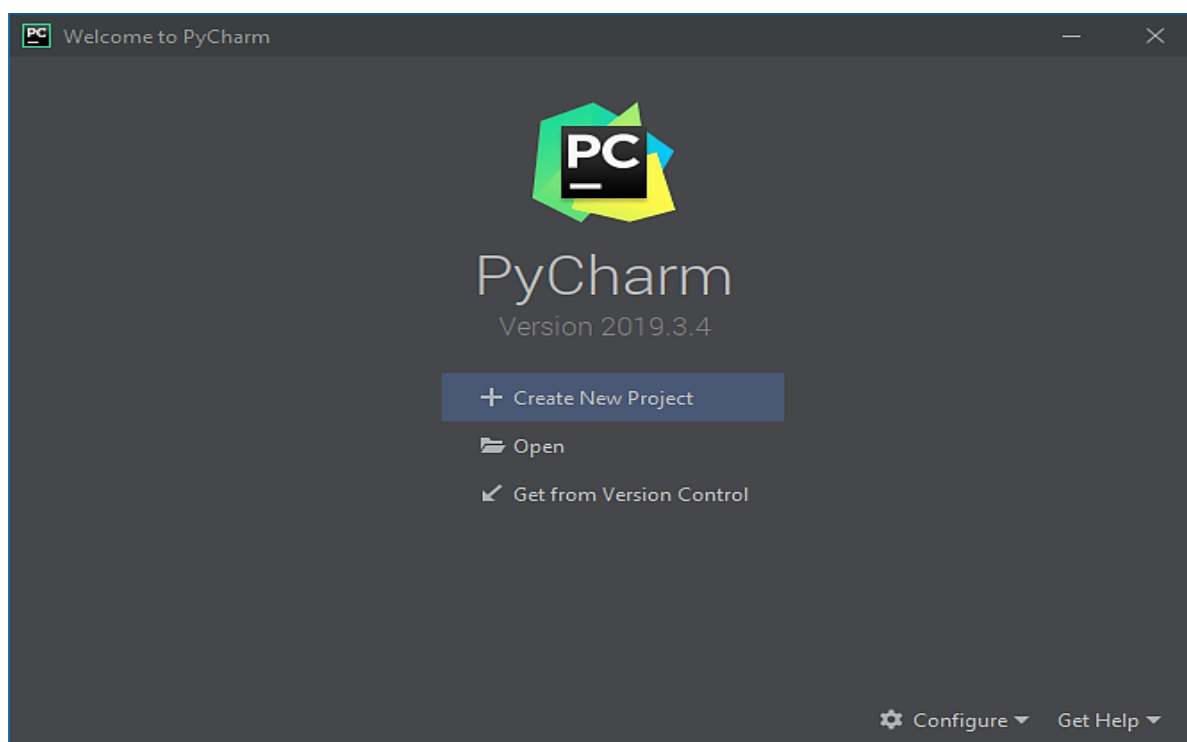 PC Welcome to PyCharm
PC
PyCharm
Version 2019.3.4
Create New Project
Open
Get from Version Control
Configure Get Help